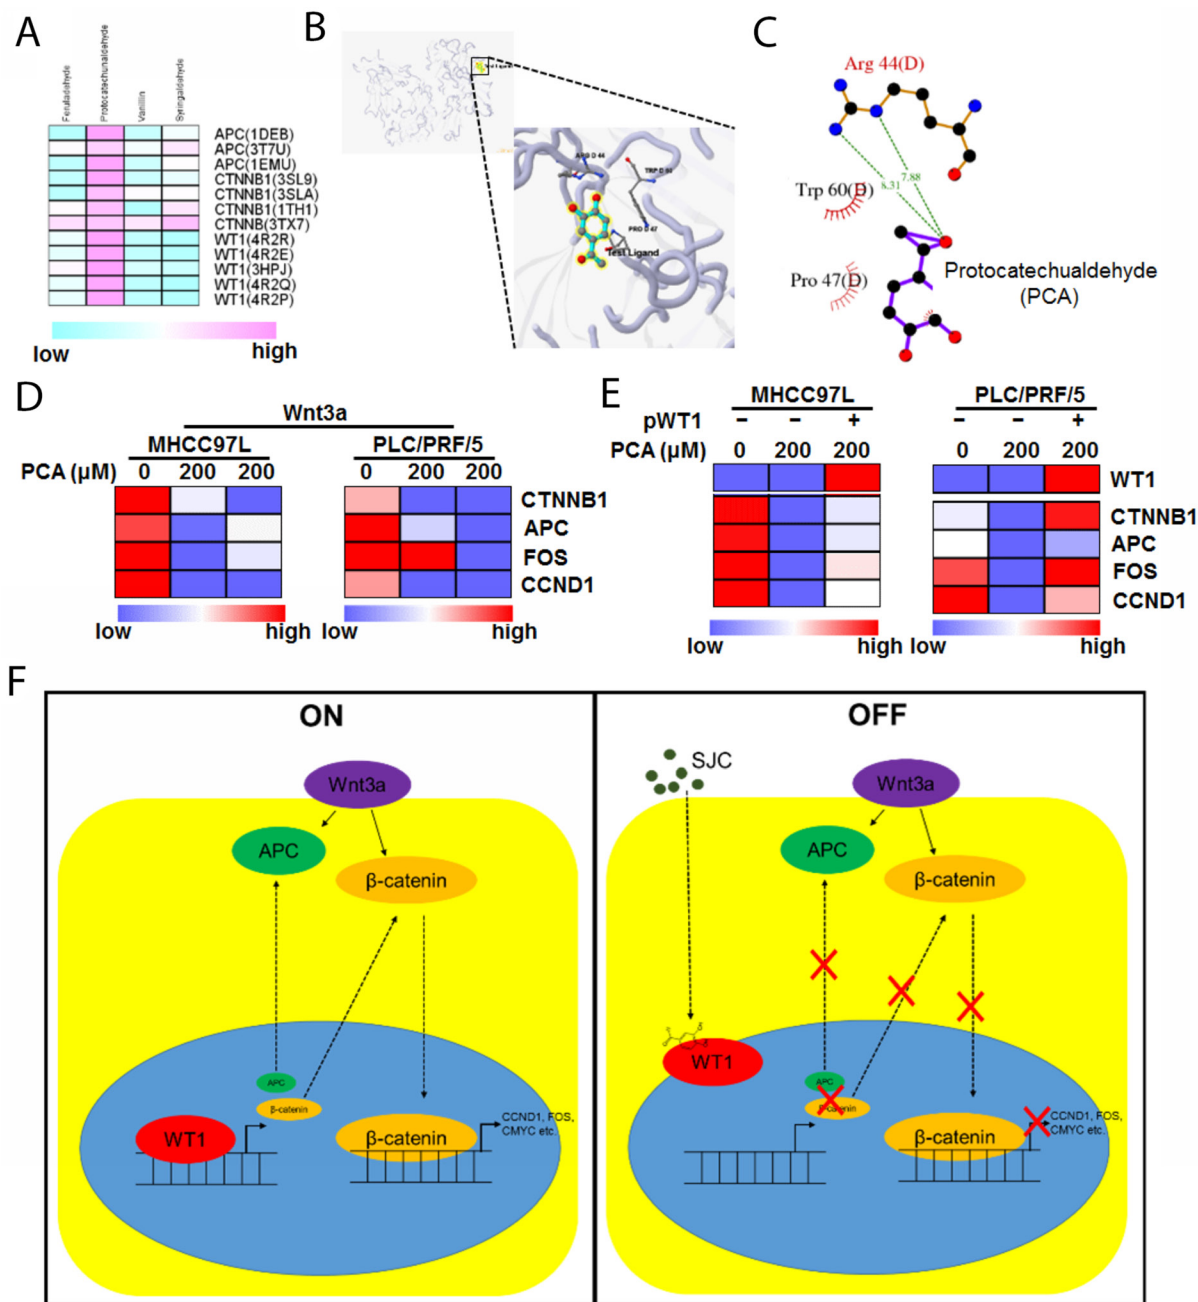 A
Ferulaldehyde
Protocatechunaldehyde
Vanillin
Syringaldehyde
APC(1DEB)
APC(3T7U)
APC(1EMU)
CTNNB1(3SL9)
CTNNB1(3SLA)
CTNNB1(1TH1)
CTNNB(3TX7)
WT1(4R2R)
WT1(4R2E)
WT1(3HPJ)
WT1(4R2Q)
WT1(4R2P)
low high
B
ARG D 44
PRO D 47
Test Ligand
C
Arg 44(D)
Trp 60(D)
8.31 7.88
Pro 47(D)
Protocatechualdehyde
(PCA)
D
Wnt3a
MHCC97L PLC/PRF/5
PCA (μM) 0 200 200 0 200 200
CTNNB1
APC
FOS
CCND1
low high low high
E
MHCC97L PLC/PRF/5
pWT1 − − + − − +
PCA (μM) 0 200 200 0 200 200
WT1
CTNNB1
APC
FOS
CCND1
low high low high
F
ON
Wnt3a
APC
β-catenin
APC
β-catenin
WT1
β-catenin
CCND1, FOS,
CMYC etc.
OFF
SJC
Wnt3a
APC
β-catenin
WT1
APC
β-catenin
β-catenin
CCND1, FOS,
CMYC etc.